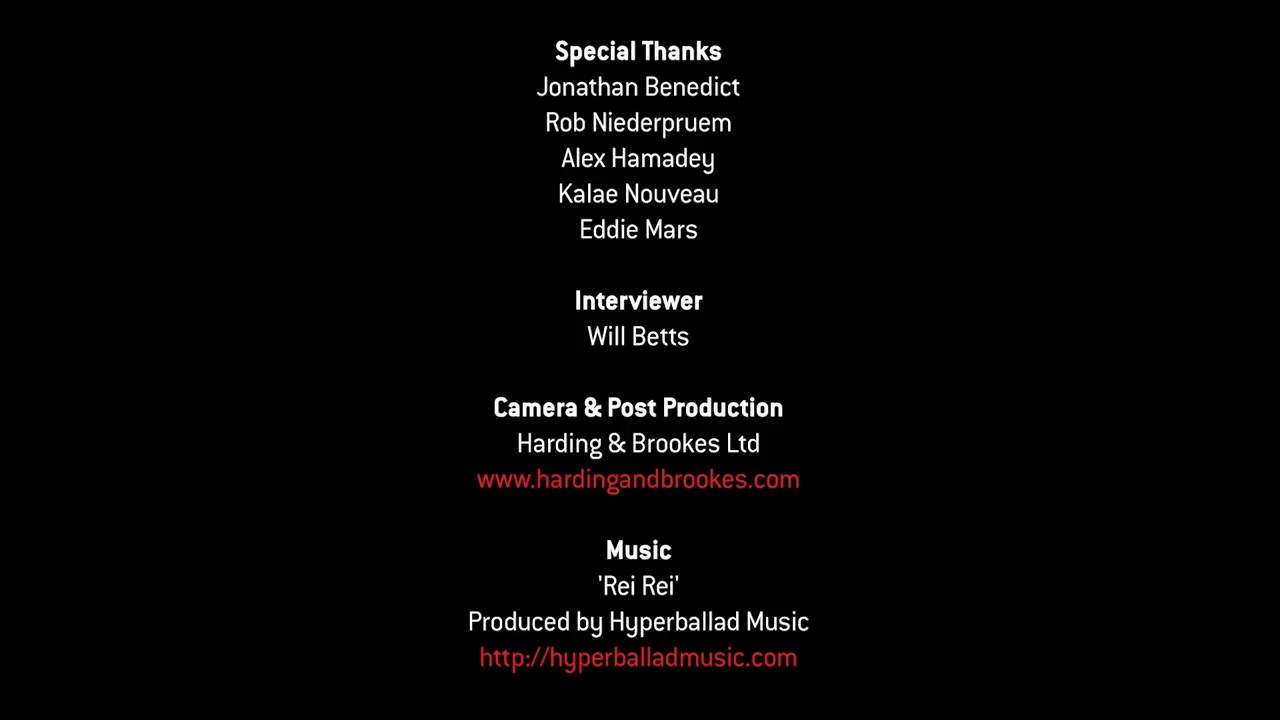 Special Thanks
Jonathan Benedict
Rob Niederpruem
Alex Hamadey
Kalae Nouveau
Eddie Mars
Interviewer
Will Betts
Camera & Post Production
Harding & Brookes Ltd
www.hardingandbrookes.com
Music
'Rei Rei'
Produced by Hyperballad Music
http://hyperballadmusic.com